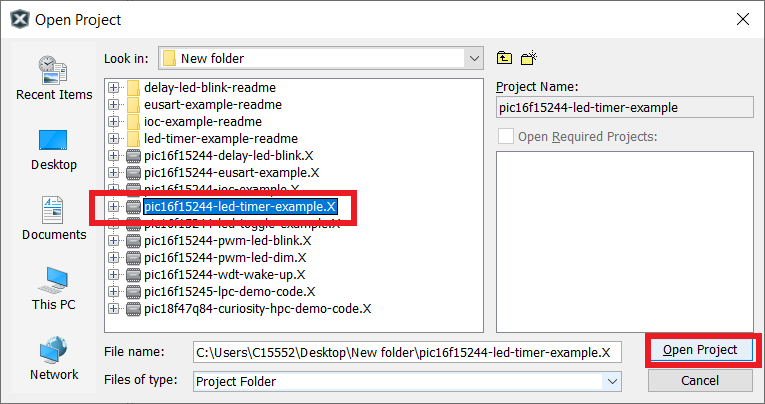 Open Project
Look in:
New folder
Recent Items
Desktop
Documents
This PC
Network
delay-led-blink-readme
eusart-example-readme
ioc-example-readme
led-timer-example-readme
pic16f15244-delay-led-blink.X
pic16f15244-eusart-example.X
pic16f15244-ioc-example.X
pic16f15244-led-timer-example.X
pic16f15244-led-toggle-example.X
pic16f15244-pwm-led-blink.X
pic16f15244-pwm-led-dim.X
pic16f15244-wdt-wake-up.X
pic16f15245-lpc-demo-code.X
pic18f47q84-curiosity-hpc-demo-code.X
Project Name:
pic16f15244-led-timer-example
Open Required Projects:
File name:
C:\Users\C15552\Desktop\New folder\pic16f15244-led-timer-example.X
Open Project
Files of type:
Project Folder
Cancel